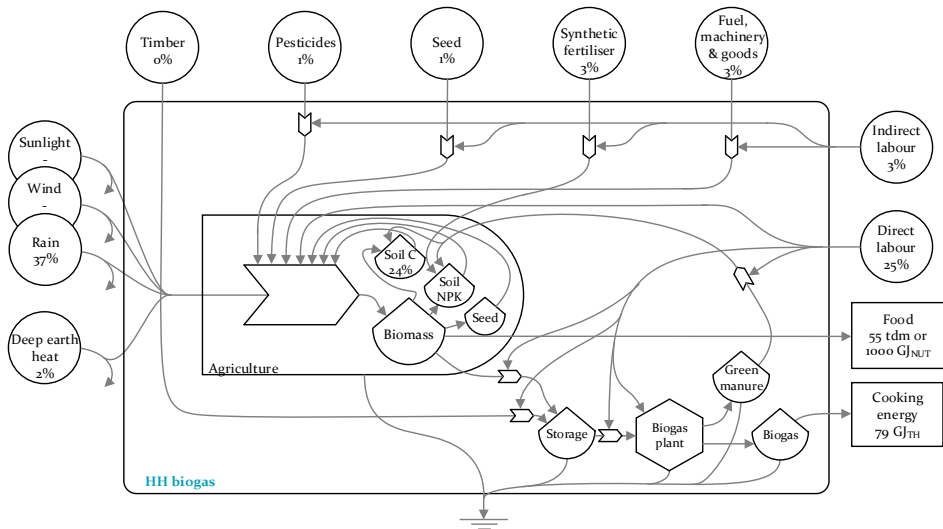 Timber
0%
Pesticides
1%
Seed
1%
Synthetic
fertiliser
3%
Fuel,
machinery
& goods
3%
Sunlight
-
Wind
-
Rain
37%
Deep earth
heat
2%
Indirect
labour
3%
Direct
labour
25%
Soil C
24%
Soil
NPK
Seed
Biomass
Agriculture
Food
55 tdm or
1000 GJNUT
Green
manure
Cooking
energy
79 GJTH
Storage
Biogas
plant
Biogas
HH biogas